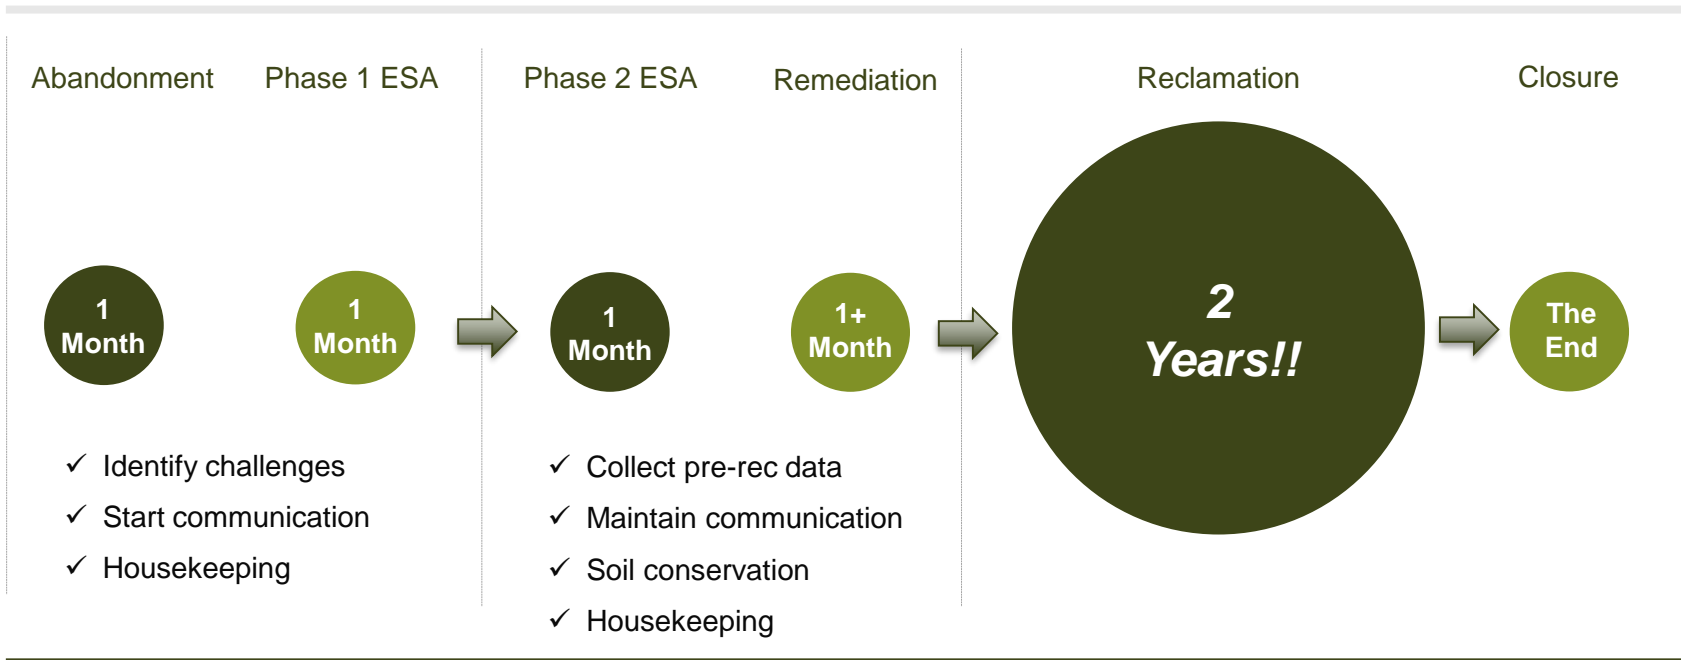 Abandonment
Phase 1 ESA
Phase 2 ESA
Remediation
Reclamation
Closure
1
Month
1
Month
1
Month
1+
Month
2
Years!!
The
End
✓ Identify challenges
✓ Start communication
✓ Housekeeping
✓ Collect pre-rec data
✓ Maintain communication
✓ Soil conservation
✓ Housekeeping